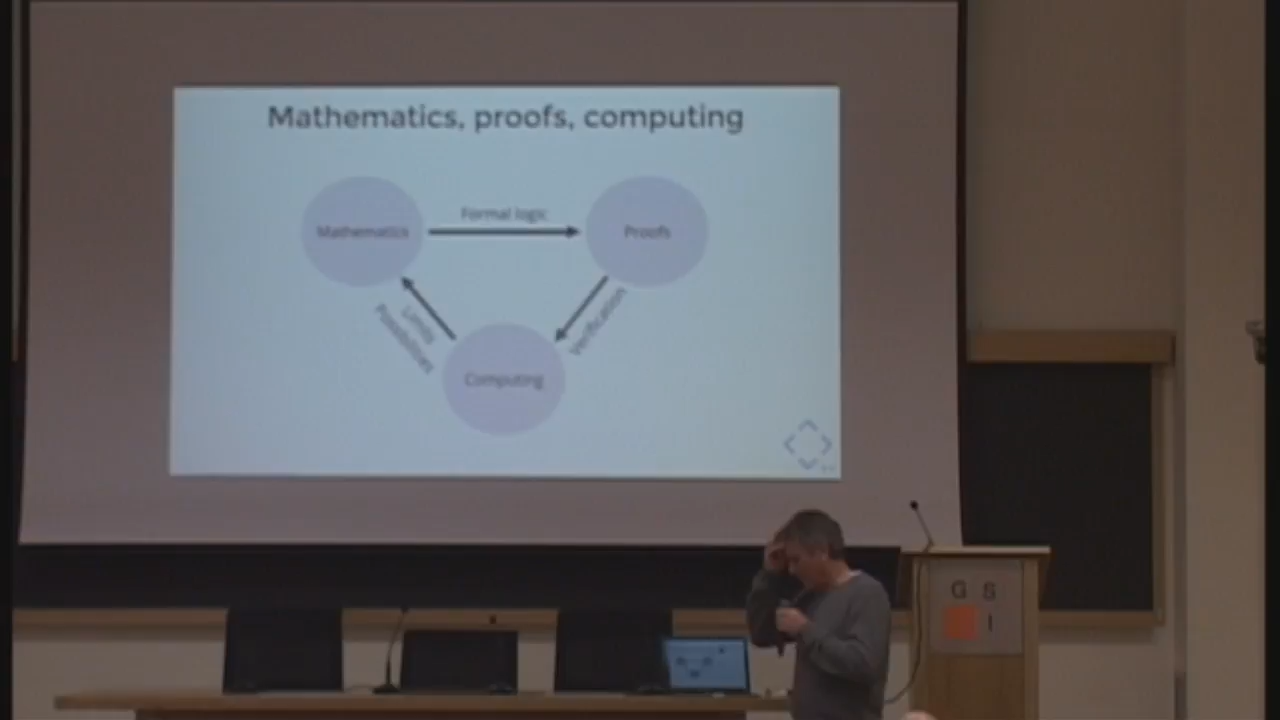 Mathematics, proofs, computing
Formal logic
Mathematics
Proofs
Limits
Possibilities
Verification
Computing
G S
I